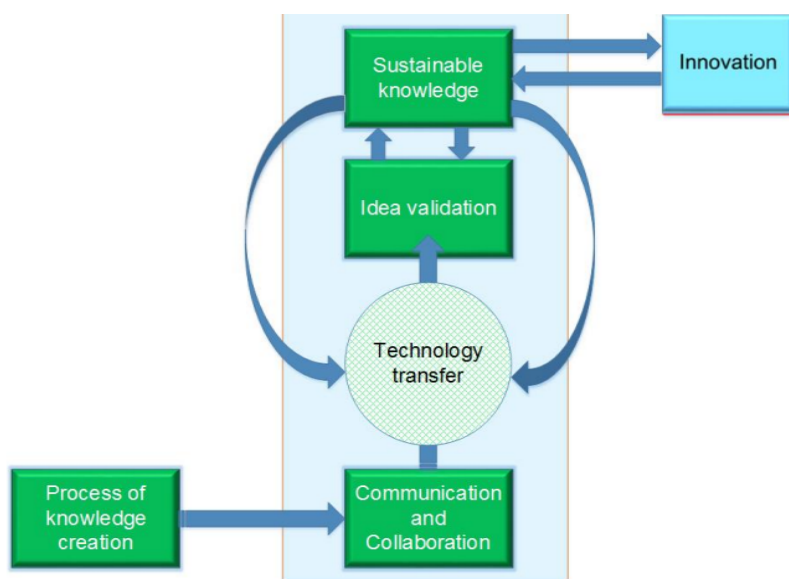 Sustainable
knowledge
Innovation
Idea validation
Technology
transfer
Process of
knowledge
creation
Communication
and
Collaboration